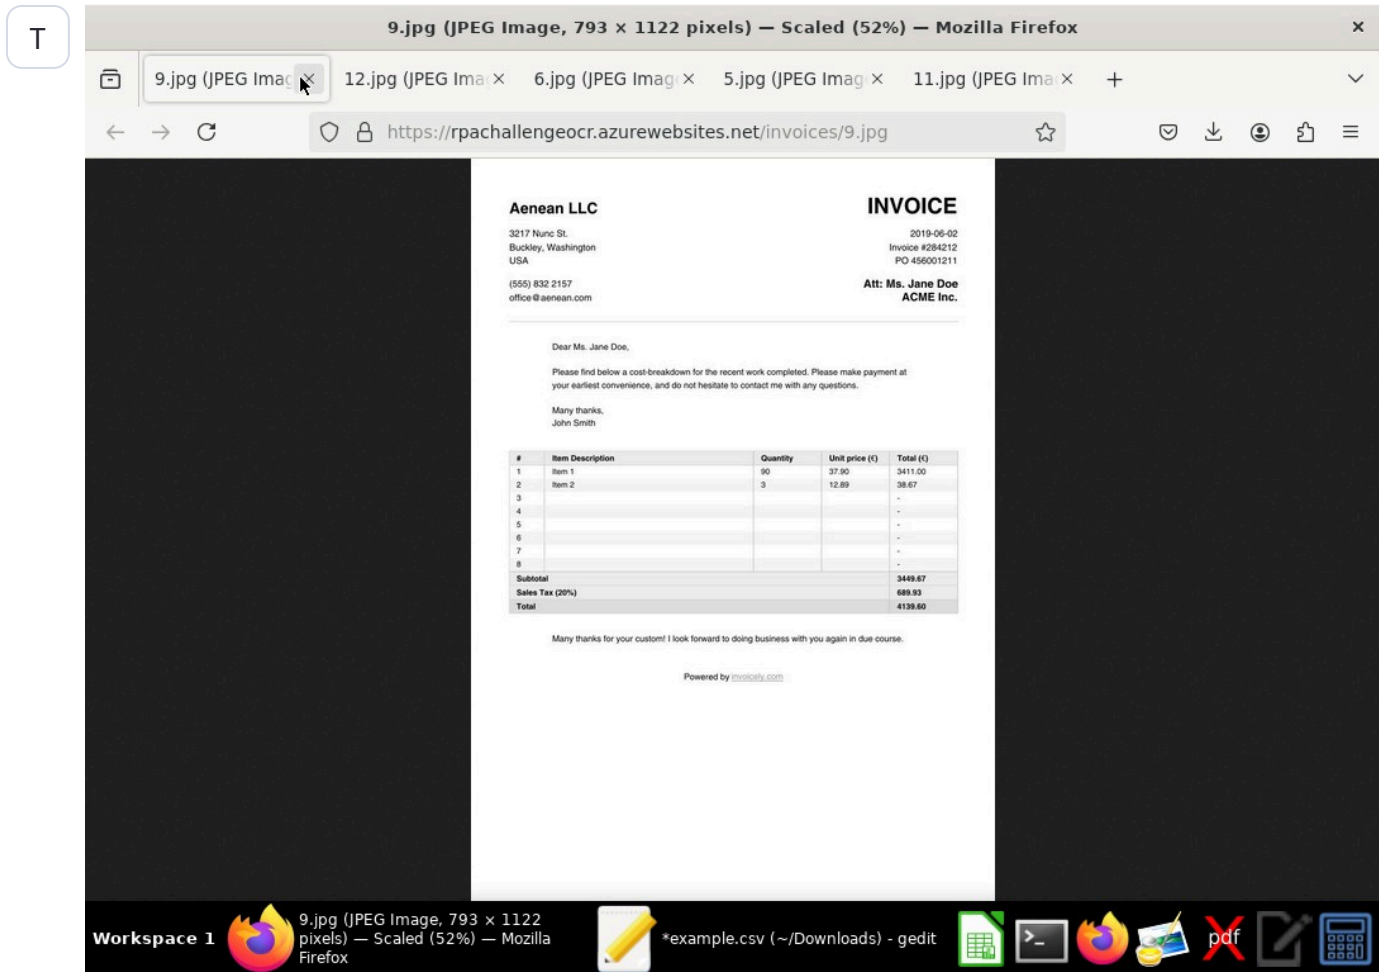 T
9.jpg (JPEG Image, 793 × 1122 pixels) — Scaled (52%) — Mozilla Firefox
9.jpg (JPEG Imag
12.jpg (JPEG Ima
6.jpg (JPEG Imag
5.jpg (JPEG Imag
11.jpg (JPEG Ima
https://rpachallengeocr.azurewebsites.net/invoices/9.jpg
Aenean LLC
INVOICE
3217 Nunc St.
2019-06-02
Buckley, Washington
Invoice #284212
USA
PO 456001211
(555) 832 2157
Att: Ms. Jane Doe
office@aenean.com
ACME Inc.
Dear Ms. Jane Doe,
Please find below a cost-breakdown for the recent work completed. Please make payment at
your earliest convenience, and do not hesitate to contact me with any questions.
Many thanks,
John Smith
# Item Description Quantity Unit price (€) Total (€)
1 Item 1 90 37.90 3411.00
2 Item 2 3 12.89 38.67
3 -
4 -
5 -
6 -
7 -
8 -
Subtotal 3449.67
Sales Tax (20%) 689.93
Total 4139.60
Many thanks for your custom! I look forward to doing business with you again in due course.
Powered by invoicely.com
Workspace 1
9.jpg (JPEG Image, 793 × 1122
pixels) — Scaled (52%) — Mozilla
Firefox
*example.csv (~/Downloads) - gedit
>_
pdf